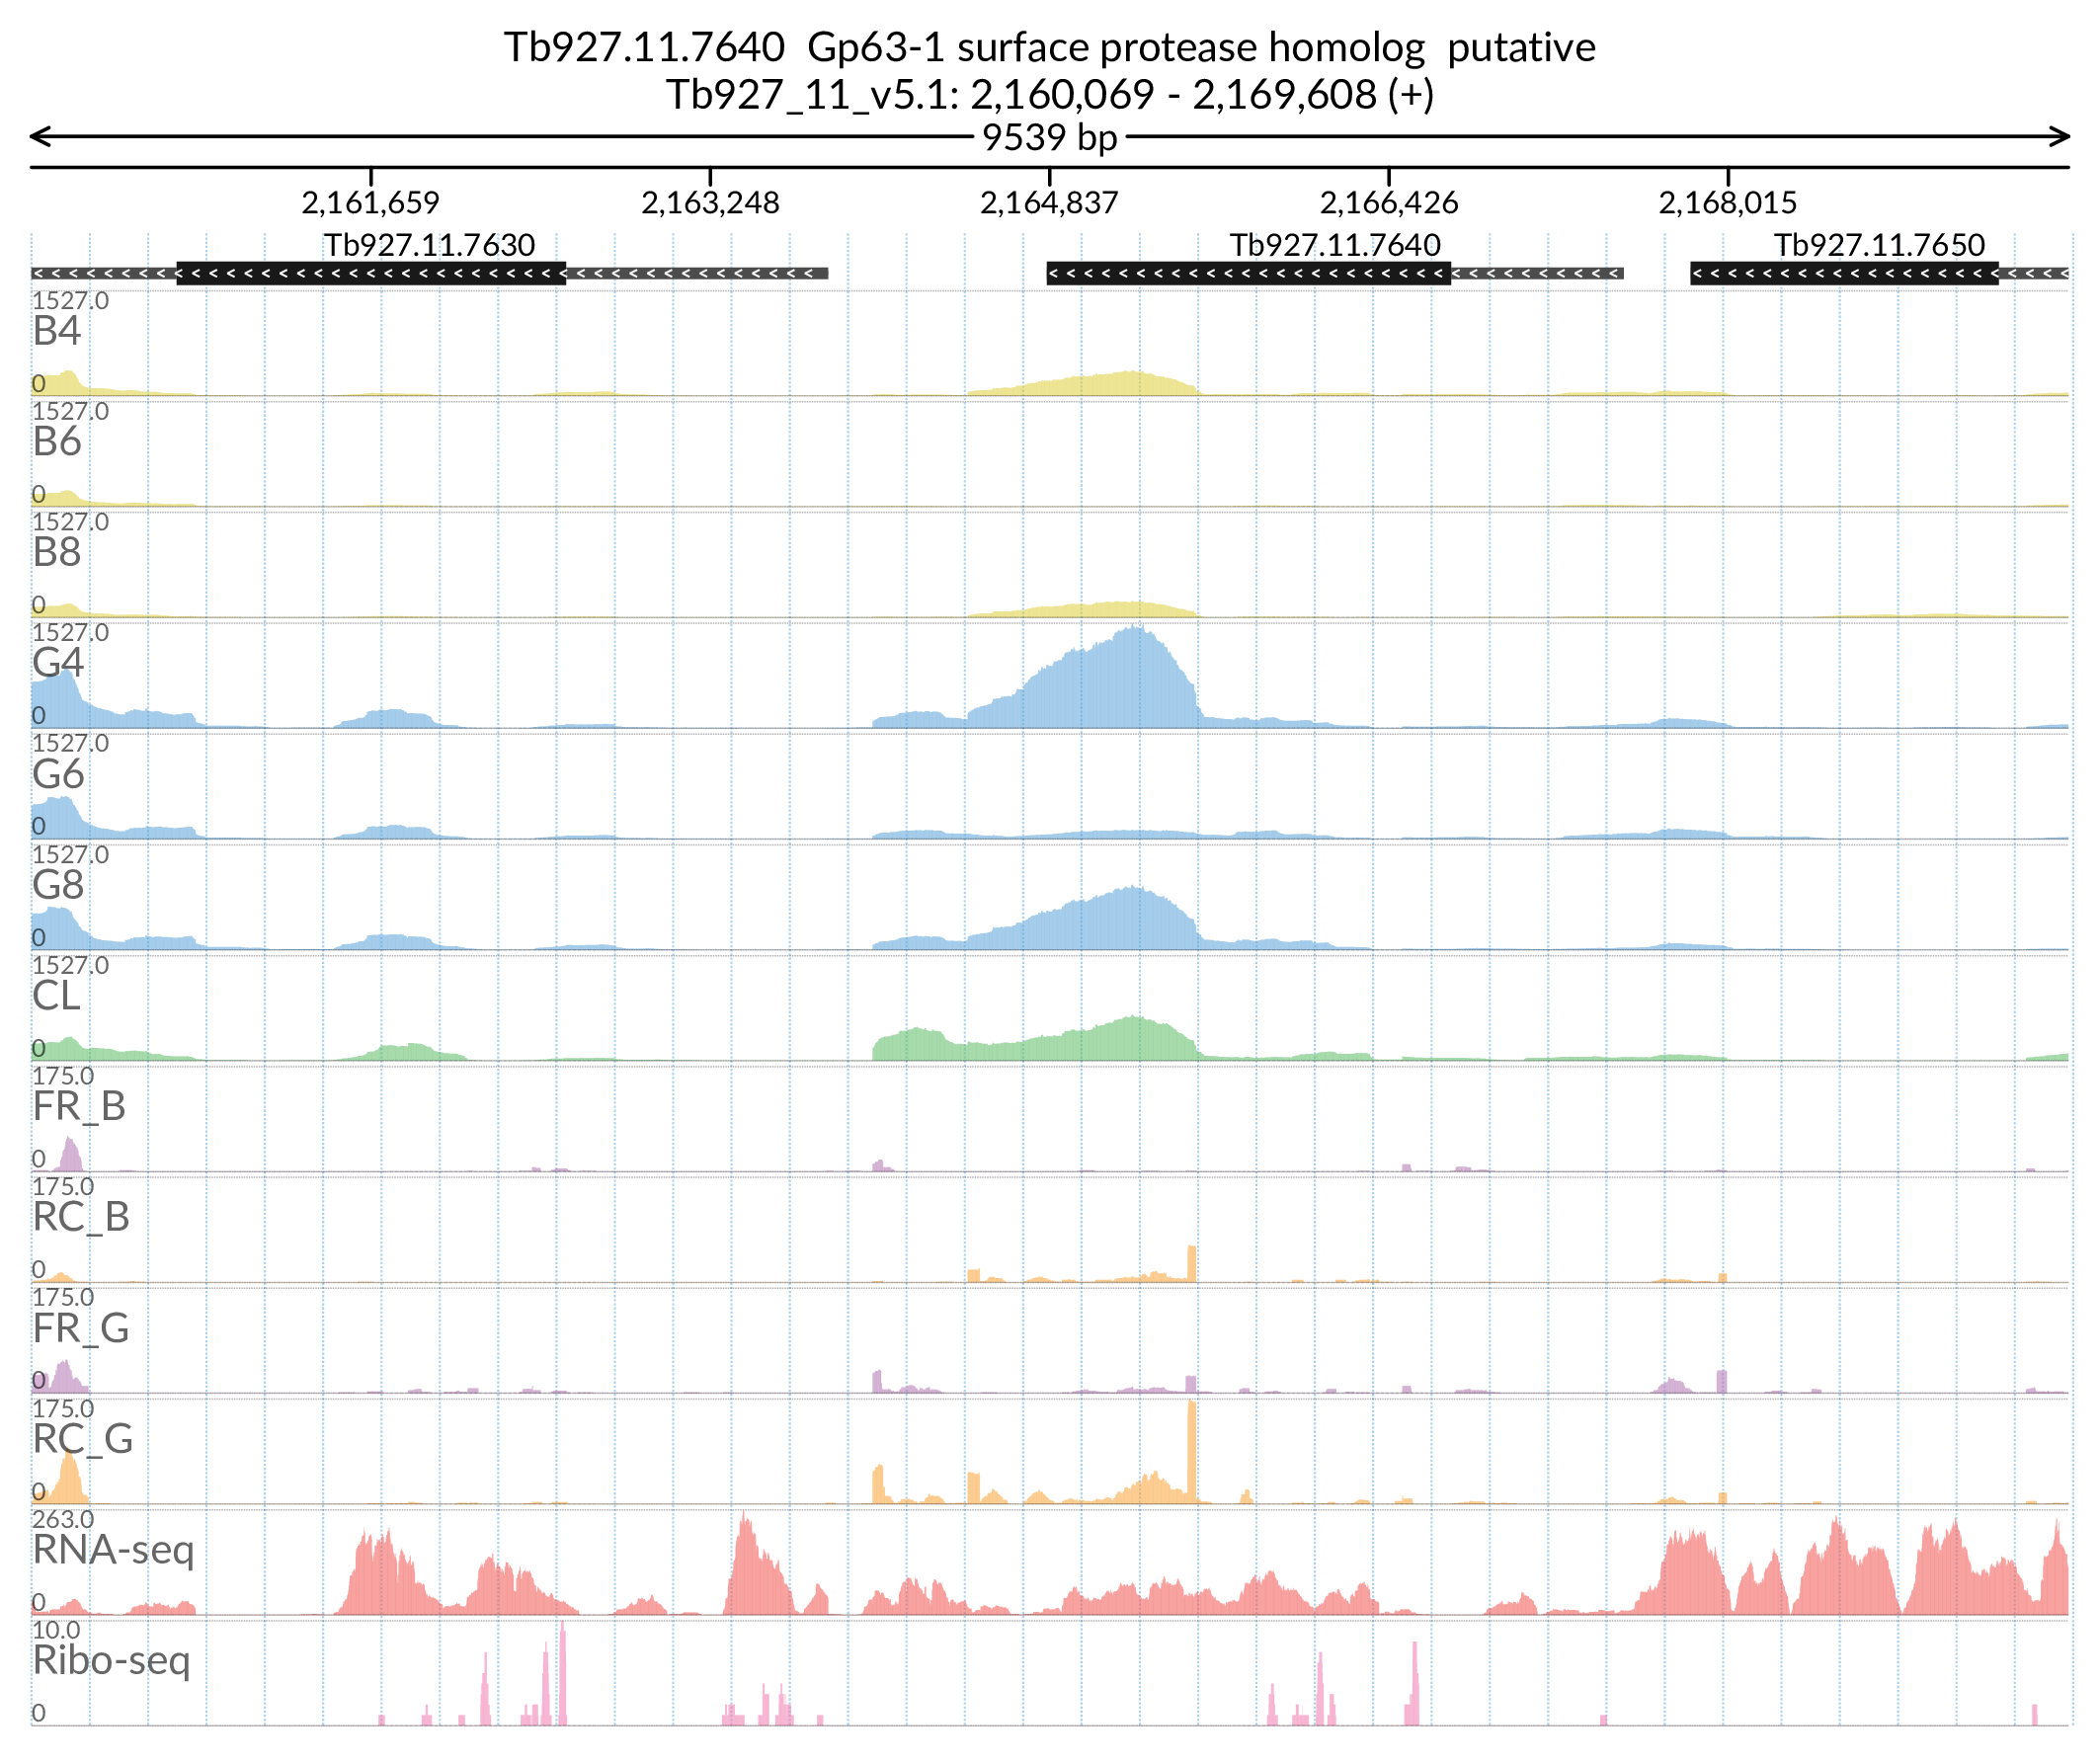 Tb927.11.7640  Gp63-1 surface protease homolog  putative
Tb927_11_v5.1: 2,160,069 - 2,169,608 (+)
9539 bp
2,161,659 2,163,248 2,164,837 2,166,426 2,168,015
Tb927.11.7630 Tb927.11.7640 Tb927.11.7650
1527.0
B4
0
1527.0
B6
0
1527.0
B8
0
1527.0
G4
0
1527.0
G6
0
1527.0
G8
0
1527.0
CL
0
175.0
FR_B
0
175.0
RC_B
0
175.0
FR_G
0
175.0
RC_G
0
263.0
RNA-seq
0
10.0
Ribo-seq
0